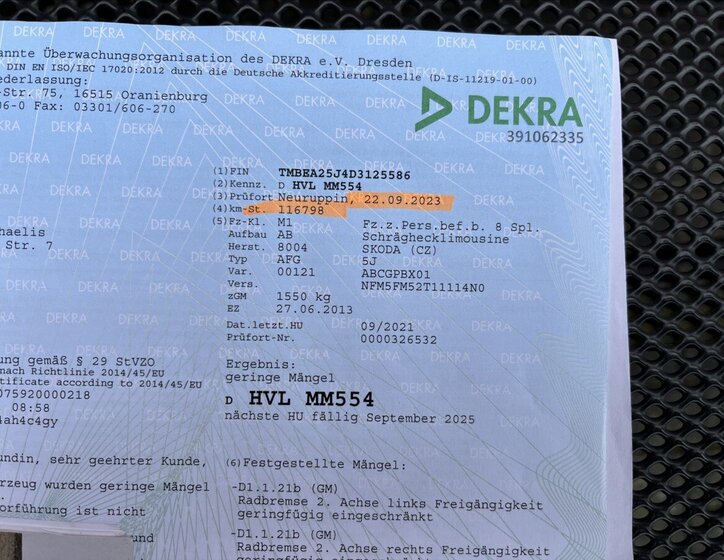 annte Überwachungsorganisation des DEKRA e.V. Dresden
DIN EN ISO/IEC 17020:2012 durch die Deutsche Akkreditierungsstelle (D-IS-11219-01-00)
ederlassung:
-Str. 75, 16515 Oranienburg
06-0 Fax: 03301/606-270
DEKRA
391062335
(1) FIN TMBEA25J4D3125586
(2) Kennz. D HVL MM554
(3) Prüfort Neuruppin, 22.09.2023
(4) km-St. 116798
(5) Fz-Kl. M1 Fz.z.Pers.bef.b. 8 Spl.
Aufbau AB Schräghecklimousine
Herst. 8004 SKODA (CZ)
Typ AFG 5J
Var. 00121 ABCGPBX01
Vers. NFM5FM52T11114N0
zGM 1550 kg
EZ 27.06.2013
Dat.letzt.HU 09/2021
Prüfort-Nr. 0000326532
haelis
Str. 7
Ergebnis:
geringe Mängel
D HVL MM554
nächste HU fällig September 2025
ung gemäß § 29 StVZO
nach Richtlinie 2014/45/EU
tificate according to 2014/45/EU
075920000218
08:58
4ah4c4gy
undin, sehr geehrter Kunde,
rzeug wurden geringe Mängel
orführung ist nicht
und
(6) Festgestellte Mängel:
-D1.1.21b (GM)
Radbremse 2. Achse links Freigängigkeit
geringfügig eingeschränkt
-D1.1.21b (GM)
Radbremse 2. Achse rechts Freigängigkeit
geringfügig eingeschränkt